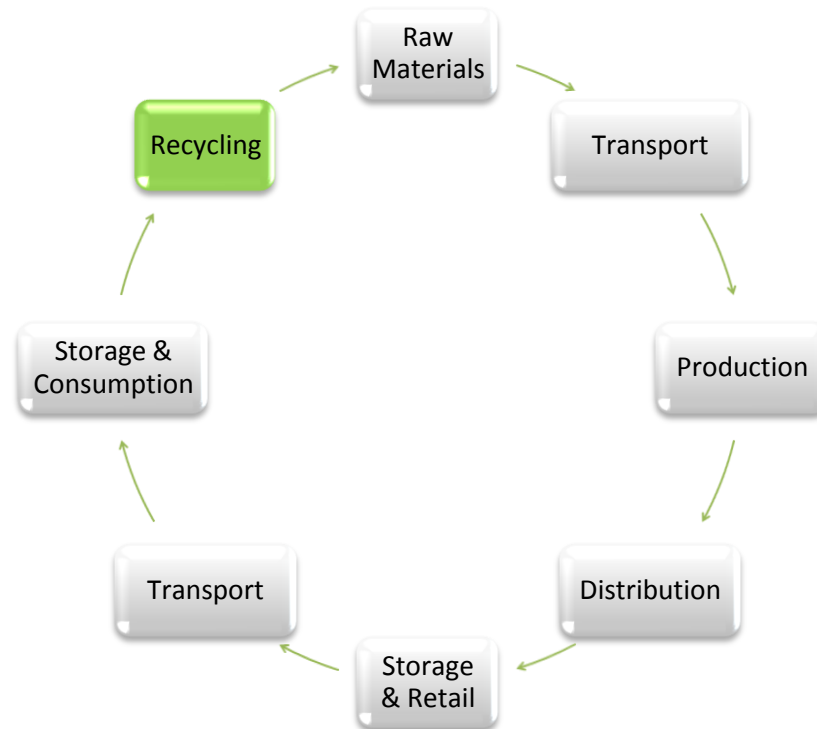 Raw
Materials
Transport
Production
Distribution
Storage
& Retail
Transport
Storage &
Consumption
Recycling